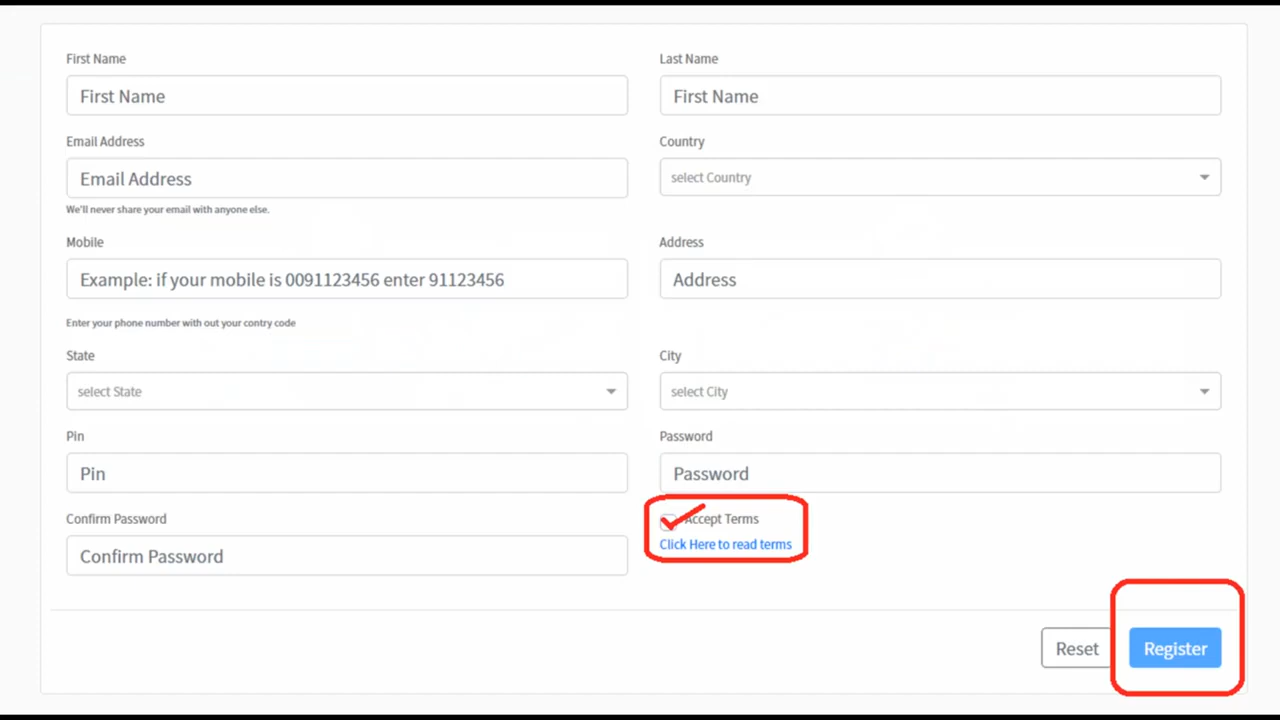 First Name
Last Name
First Name
First Name
Email Address
Country
Email Address
select Country
We'll never share your email with anyone else.
Mobile
Address
Example: if your mobile is 0091123456 enter 91123456
Address
Enter your phone number with out your contry code
State
City
select State
select City
Pin
Password
Pin
Password
Confirm Password
Accept Terms
Click Here to read terms
Confirm Password
Reset
Register